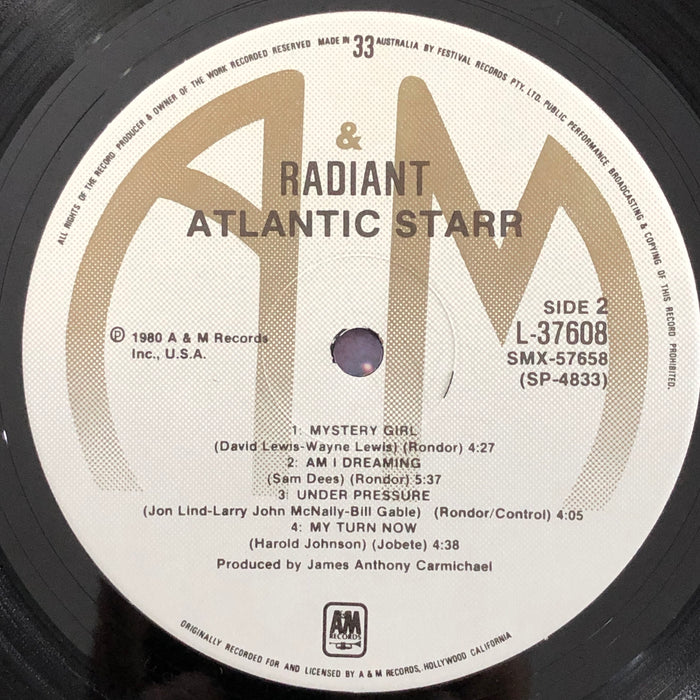 ALL RIGHTS OF THE RECORD PRODUCER & OWNER OF THE WORK RECORDED RESERVED MADE IN 33 AUSTRALIA BY FESTIVAL RECORDS PTY. LTD. PUBLIC PERFORMANCE BROADCASTING & COPYING OF THIS RECORD PROHIBITED.
A&M
RADIANT
ATLANTIC STARR
SIDE 2
L-37608
SMX-57658
(SP-4833)
℗ 1980 A & M Records
Inc., U.S.A.
1: MYSTERY GIRL
(David Lewis-Wayne Lewis) (Rondor) 4:27
2: AM I DREAMING
(Sam Dees) (Rondor) 5:37
3: UNDER PRESSURE
(Jon Lind-Larry John McNally-Bill Gable) (Rondor/Control) 4:05
4: MY TURN NOW
(Harold Johnson) (Jobete) 4:38
Produced by James Anthony Carmichael
A&M
RECORDS
ORIGINALLY RECORDED FOR AND LICENSED BY A & M RECORDS, HOLLYWOOD CALIFORNIA